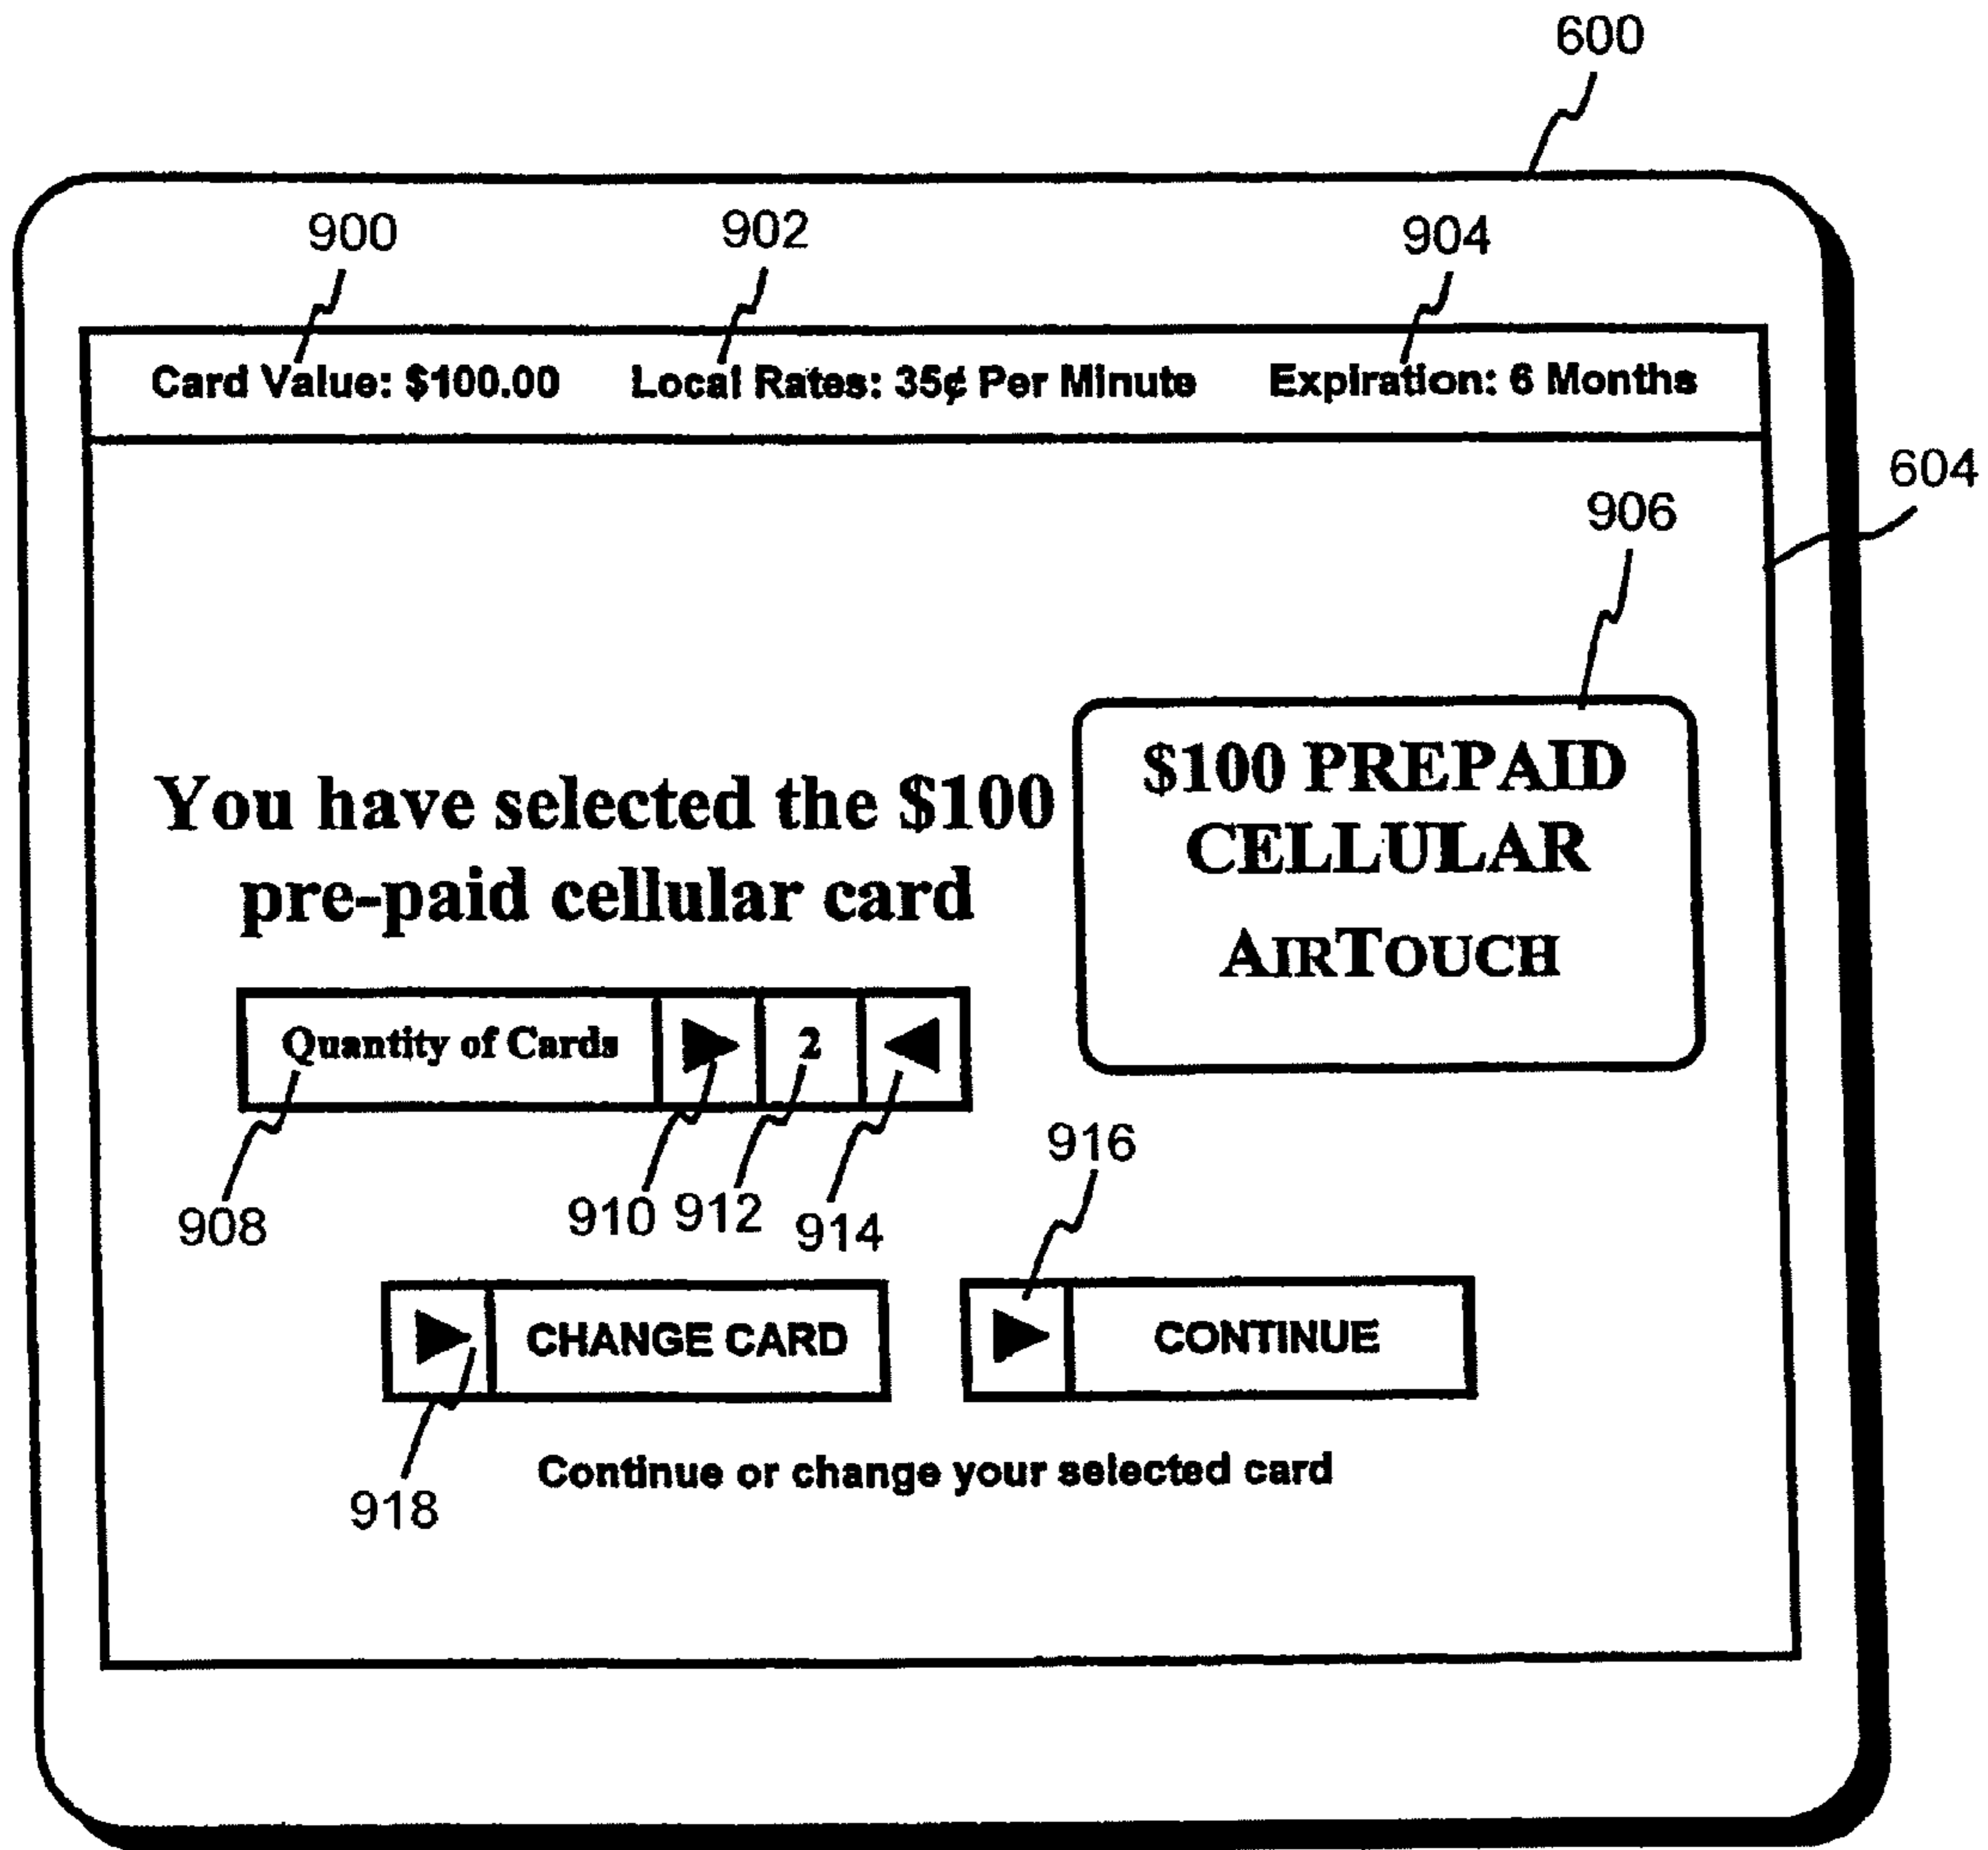 600
900 902 904
Card Value: $100.00 Local Rates: 35¢ Per Minute Expiration: 6 Months
604
906
You have selected the $100
pre-paid cellular card
$100 PREPAID
CELLULAR
AIRTOUCH
Quantity of Cards 2
908 910 912 914
916
CHANGE CARD CONTINUE
Continue or change your selected card
918